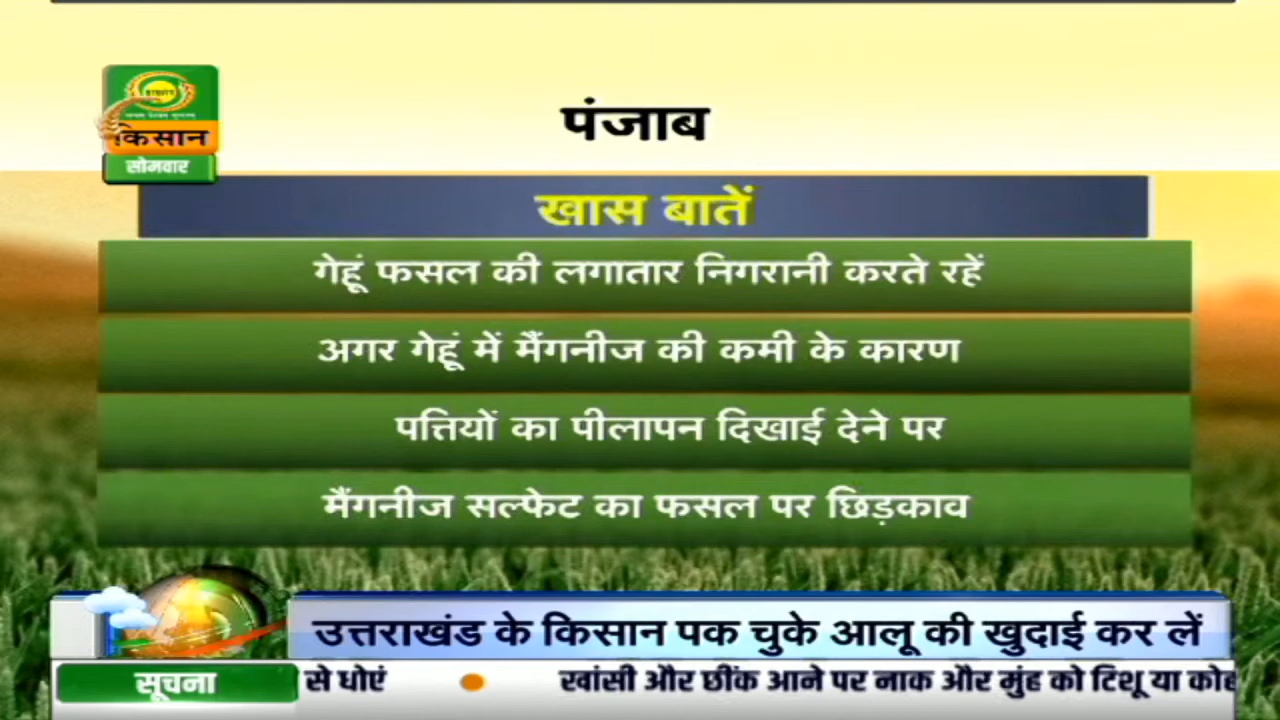 पंजाब
किसान
सोमवार
खास बातें
गेहूं फसल की लगातार निगरानी करते रहें
अगर गेहूं में मैंगनीज की कमी के कारण
पत्तियों का पीलापन दिखाई देने पर
मैंगनीज सल्फेट का फसल पर छिड़काव
उत्तराखंड के किसान पक चुके आलू की खुदाई कर लें
सूचना
से धोएं खांसी और छींक आने पर नाक और मुंह को टिशू या